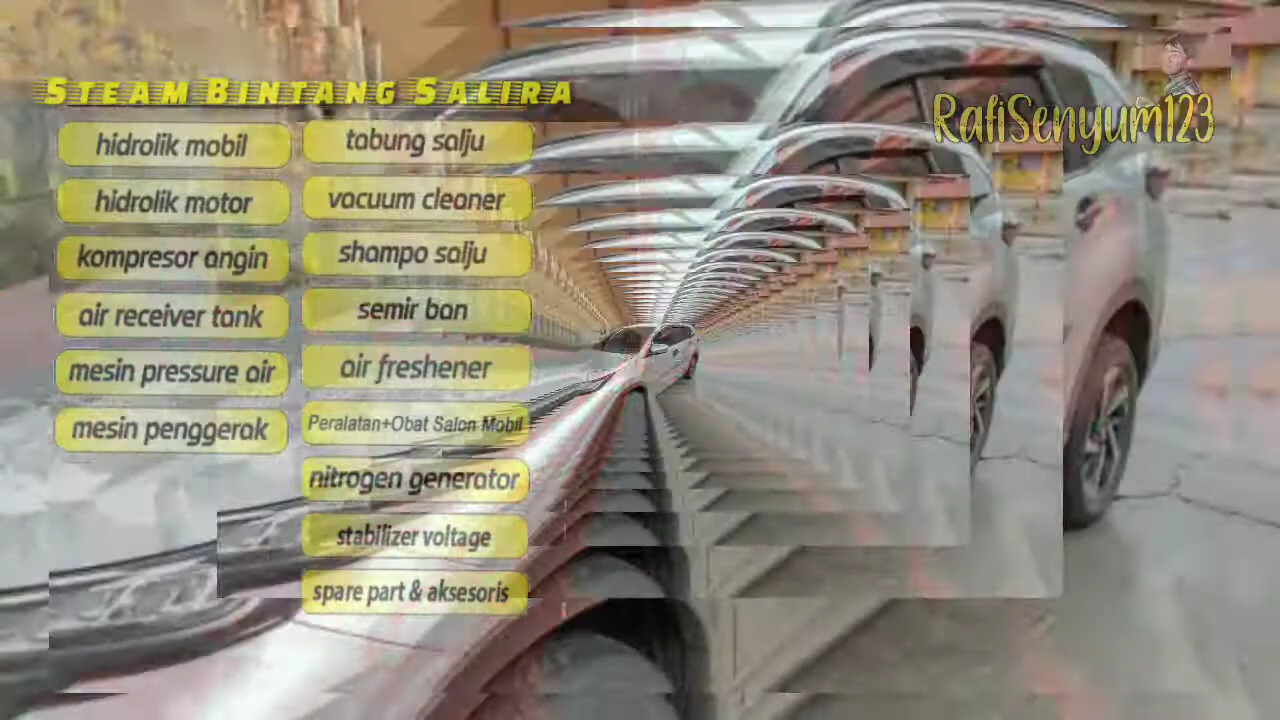 Steam Bintang Salira
RafiSenyum123
hidrolik mobil
hidrolik motor
kompresor angin
air receiver tank
mesin pressure air
mesin penggerak
tabung salju
vacuum cleaner
shampo salju
semir ban
air freshener
Peralatan+Obat Salon Mobil
nitrogen generator
stabilizer voltage
spare part & aksesoris